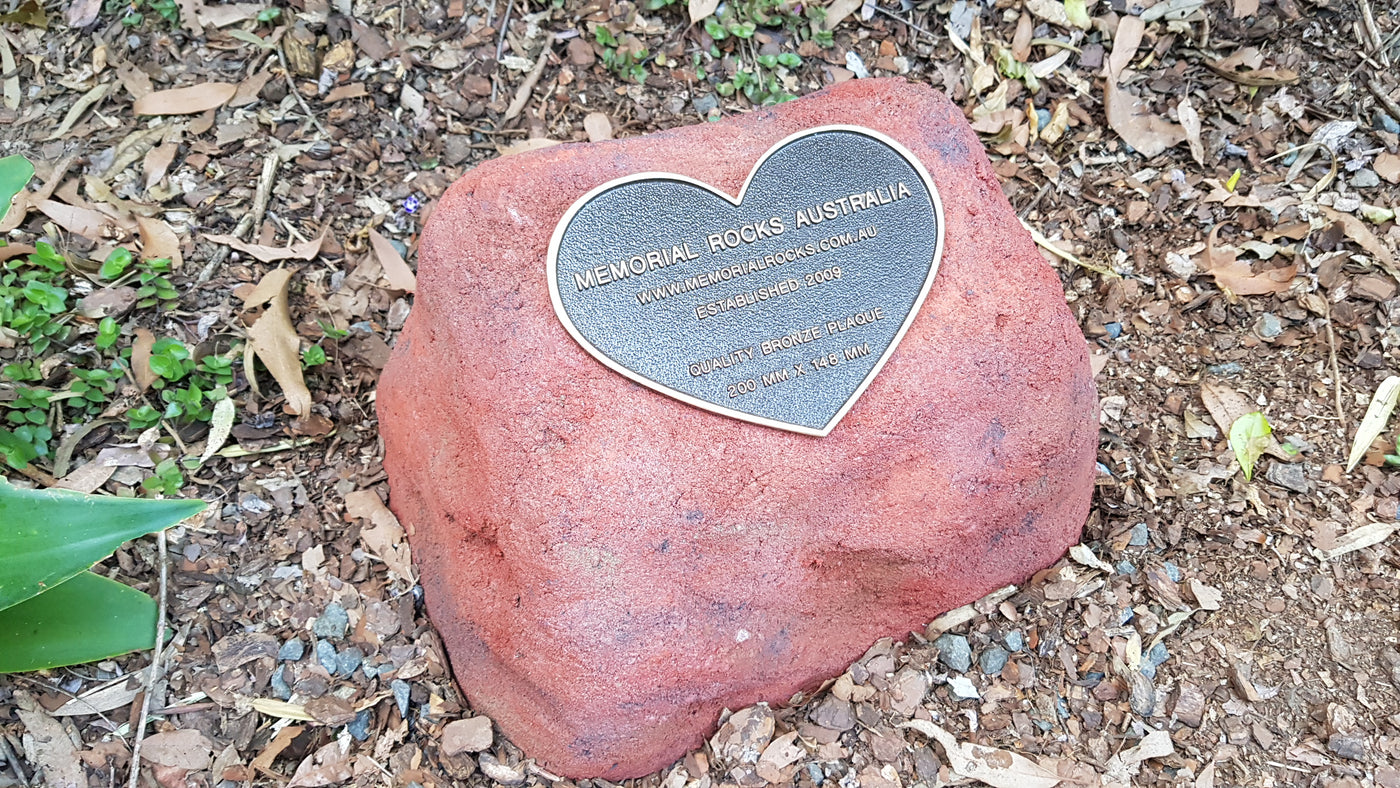 MEMORIAL ROCKS AUSTRALIA
WWW.MEMORIALROCKS.COM.AU
ESTABLISHED 2009
QUALITY BRONZE PLAQUE
200 MM X 148 MM